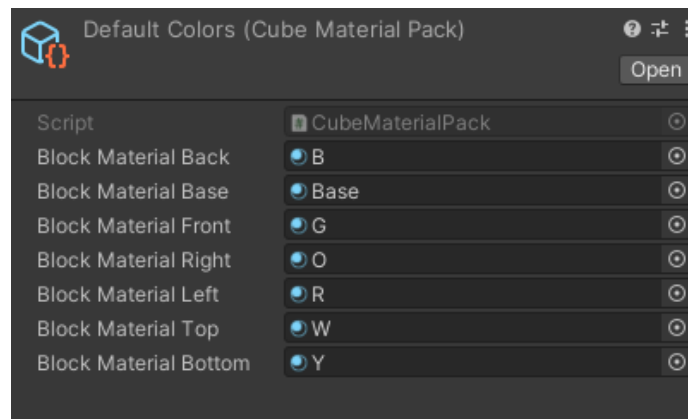 Default Colors (Cube Material Pack)
Open
Script CubeMaterialPack
Block Material Back B
Block Material Base Base
Block Material Front G
Block Material Right O
Block Material Left R
Block Material Top W
Block Material Bottom Y